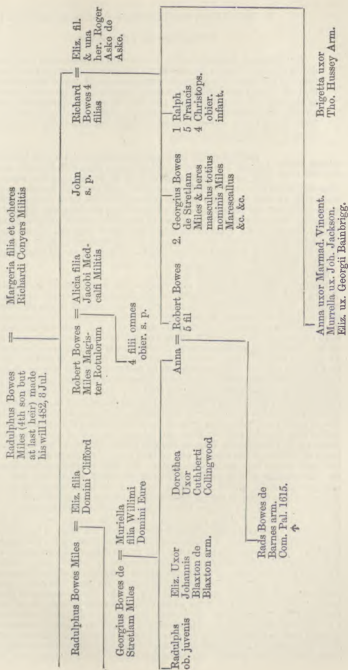 Radulphus Bowes
Miles (4th son but
at last heir) made
his will 1482, 8 Jul.
=
Margeria filia et coheres
Richardi Conyers Militis
Radulphus Bowes Miles = Eliz. filia
Domini Clifford
Robert Bowes = Alicia filia
Miles Magis-
ter Rotulorum
Jacobi Med-
calfi Militis
John
s. p.
Richard
Bowes 4
filias
=
Eliz. fil.
& una
her. Roger
Aske de
Aske.
Georgius Bowes de = Muriella
Stretlam Miles
filia Willimi
Domini Eure
4 filii omnes
obier. s. p.
Radulphs
ob. juvenis
Eliz. Uxor
Johannis
Blaxton de
Blaxton arm.
Dorothea
Uxor
Cuthberti
Collingwood
Anna = Robert Bowes
5 fil
2. Georgius Bowes
de Stretlam
Miles & heres
masculus totius
nominis Miles
Marescallus
&c. &c.
1 Ralph
5 Francis
4 Christops.
obier.
infant.
Rads Bowes de
Barnes arm.
Com. Pal. 1615.
Anna uxor Marmad. Vincent.
Murrella ux. Joh. Jackson.
Eliz. ux. Georgii Bainbrigg.
Brigetta uxor
Tho. Hussey Arm.